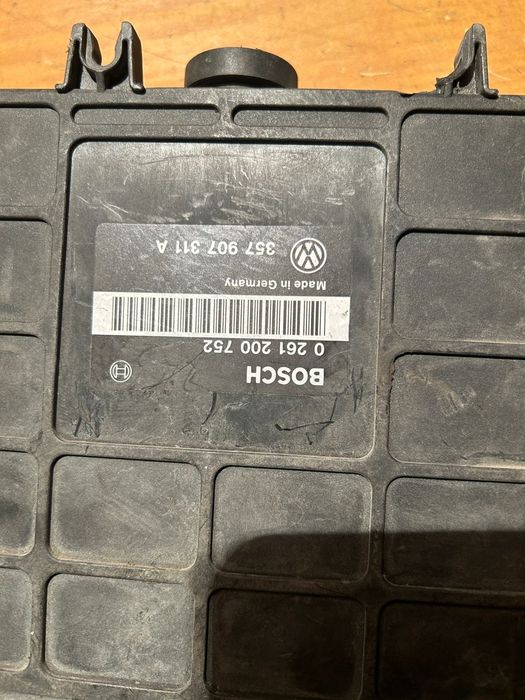 BOSCH
0 261 200 752
Made in Germany
357 907 311 A